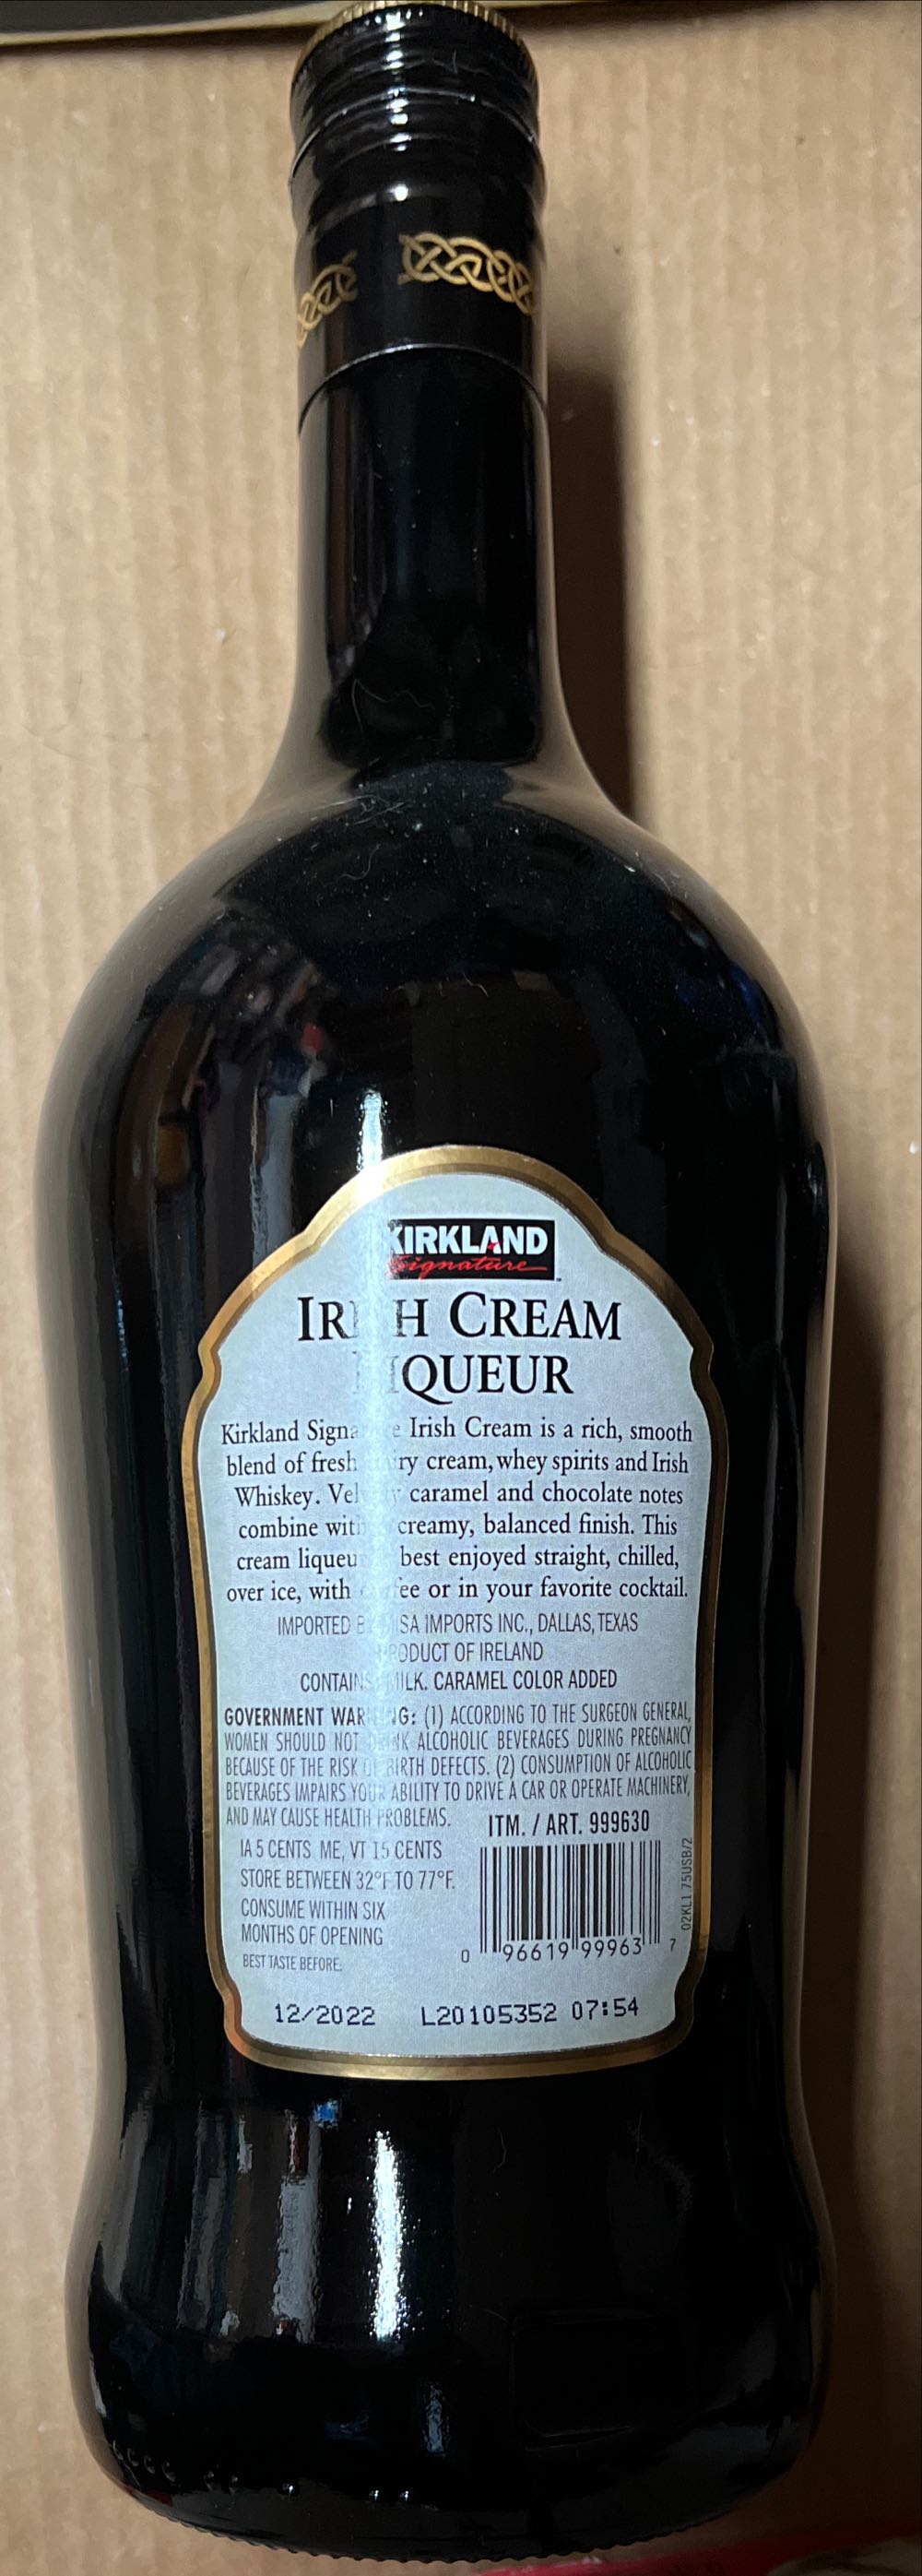 KIRKLAND
Signature
CREAM
QUEUR
Kirkland Irish Cream is a rich, smooth
blend of fresh cream, whey spirits and Irish
Whiskey. caramel and chocolate notes
combine creamy, balanced finish. This
cream best enjoyed straight, chilled,
over ice, with or in your favorite cocktail.
IMPORTED IMPORTS INC., DALLAS, TEXAS
PRODUCT OF IRELAND
MILK. CARAMEL COLOR ADDED
GOVERNMENT (1) ACCORDING TO THE SURGEON GENERAL,
WOMEN SHOULD NOT ALCOHOLIC BEVERAGES DURING PREGNANCY
BECAUSE OF THE RISK BIRTH DEFECTS. (2) CONSUMPTION OF ALCOHOLIC
BEVERAGES IMPAIRS YOUR ABILITY TO DRIVE A CAR OR OPERATE MACHINERY,
AND MAY CAUSE HEALTH PROBLEMS.
ITM. / ART. 999630
IA 5 CENTS ME, VT 15 CENTS
STORE BETWEEN 32°F TO 77°F.
CONSUME WITHIN SIX
MONTHS OF OPENING
BEST TASTE BEFORE:
02KL1.75USB/2
0 96619 99963 7
12/2022 L20105352 07:54